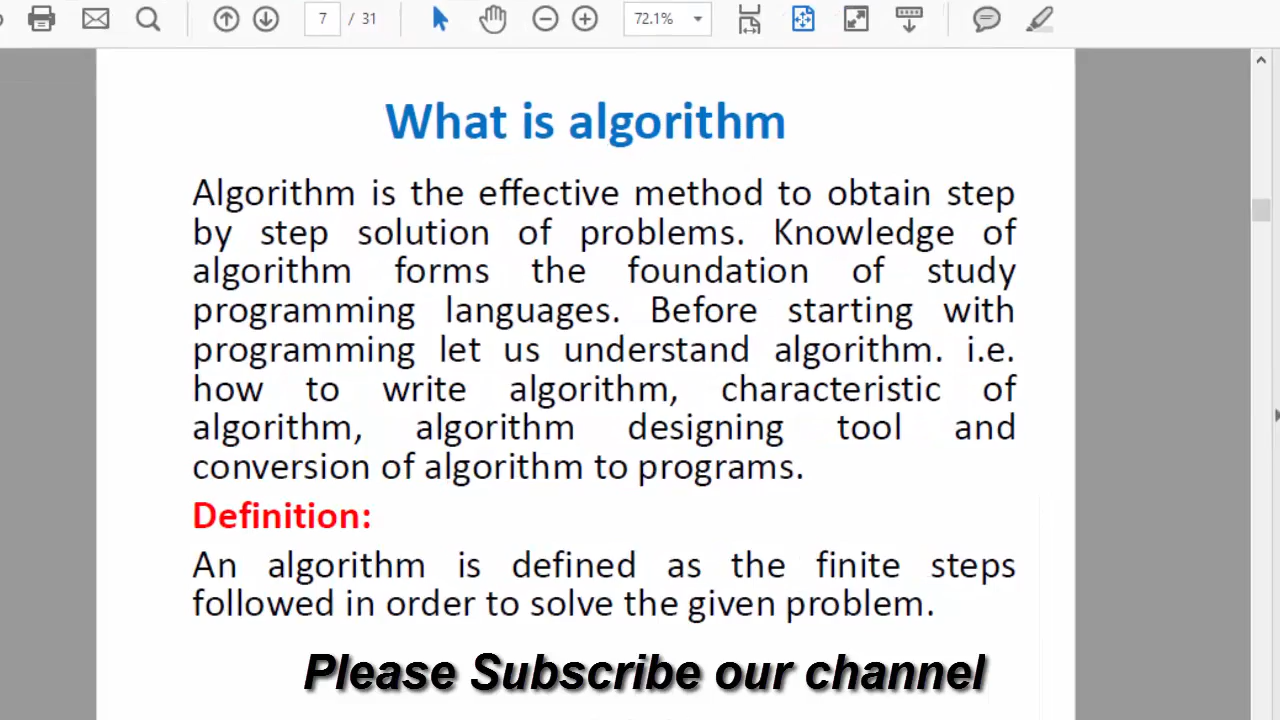 7 / 31 72.1%
What is algorithm
Algorithm is the effective method to obtain step
by step solution of problems. Knowledge of
algorithm forms the foundation of study
programming languages. Before starting with
programming let us understand algorithm. i.e.
how to write algorithm, characteristic of
algorithm, algorithm designing tool and
conversion of algorithm to programs.
Definition:
An algorithm is defined as the finite steps
followed in order to solve the given problem.
Please Subscribe our channel